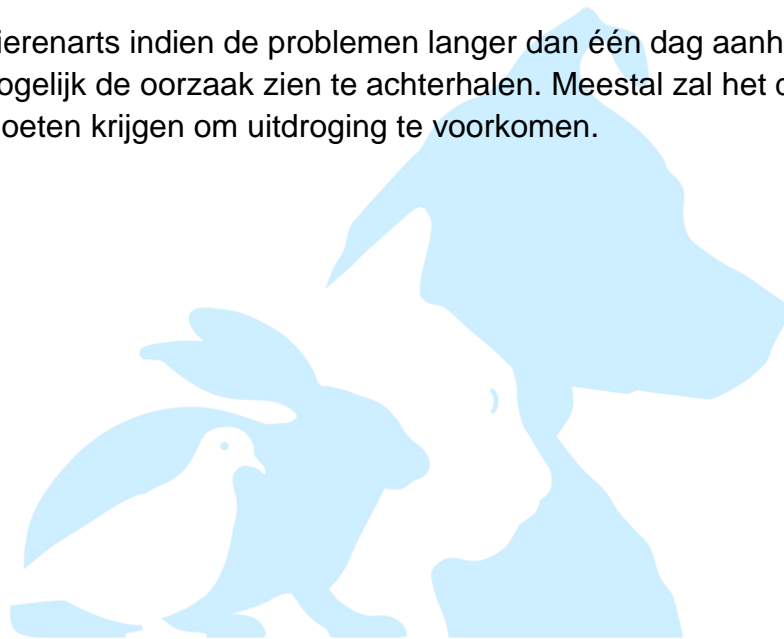 ierenarts indien de problemen langer dan één dag aanh
ogelijk de oorzaak zien te achterhalen. Meestal zal het d
oeten krijgen om uitdroging te voorkomen.